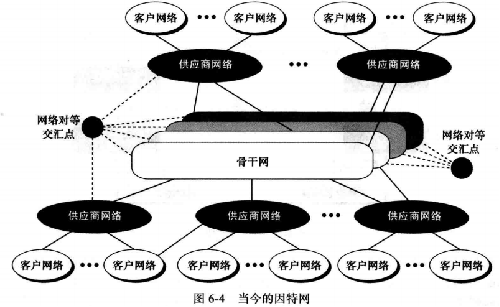 客户网络 ••• 客户网络 客户网络 ••• 客户网络
供应商网络 ••• 供应商网络
网络对等
交汇点
网络对等
交汇点
骨干网
供应商网络 供应商网络 ••• 供应商网络
客户网络 ••• 客户网络 客户网络 ••• 客户网络 客户网络 ••• 客户网络
图 6-4 当今的因特网